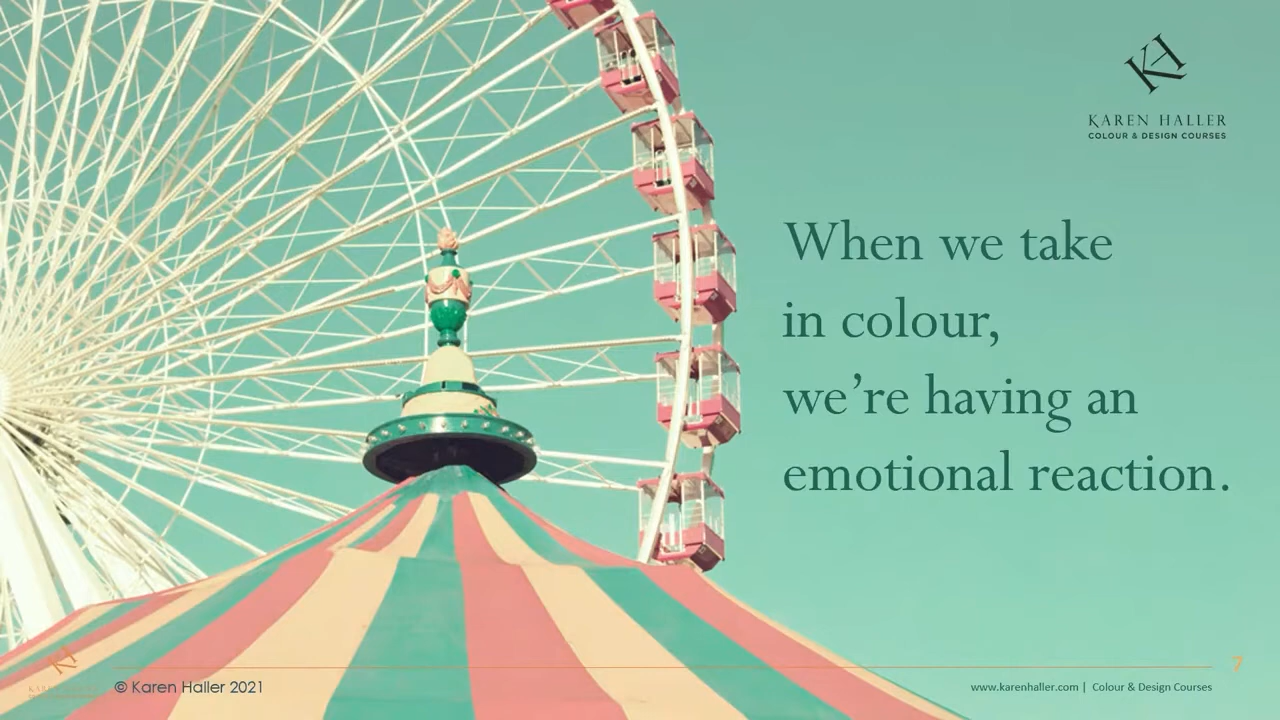 KAREN HALLER
COLOUR & DESIGN COURSES
When we take
in colour,
we’re having an
emotional reaction.
7
© Karen Haller 2021
www.karenhaller.com | Colour & Design Courses